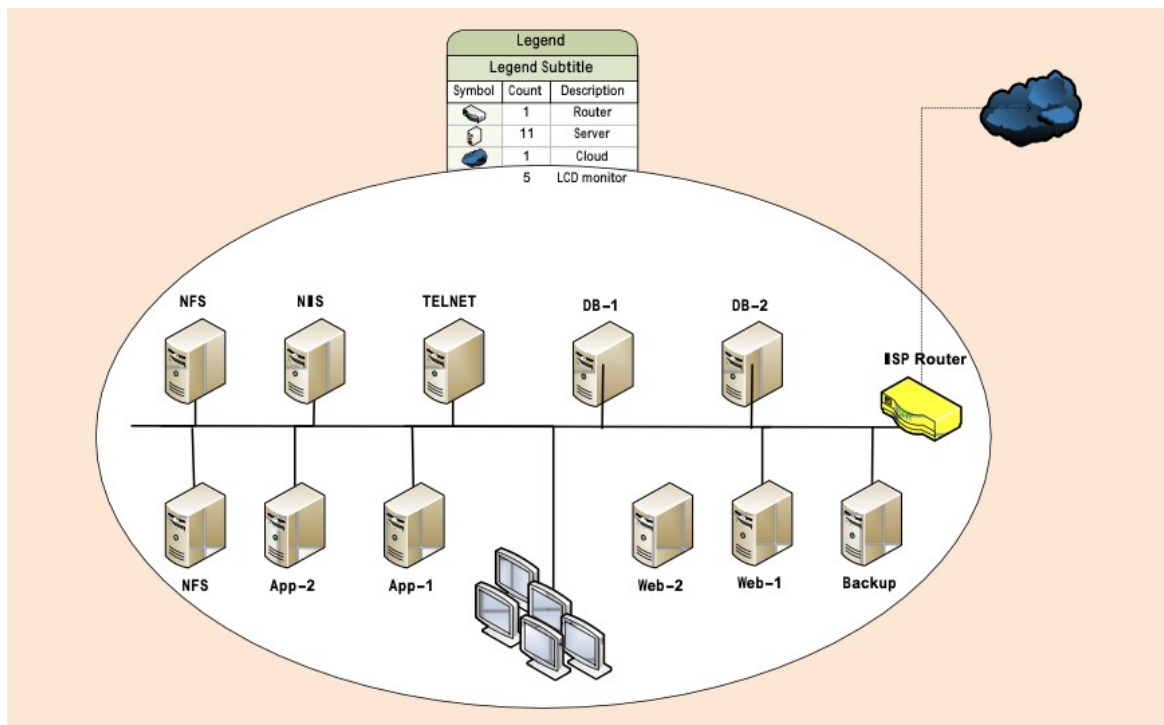 Legend
Legend Subtitle
Symbol Count Description
1 Router
11 Server
1 Cloud
5 LCD monitor
NFS NIS TELNET DB-1 DB-2
ISP Router
NFS App-2 App-1 Web-2 Web-1 Backup